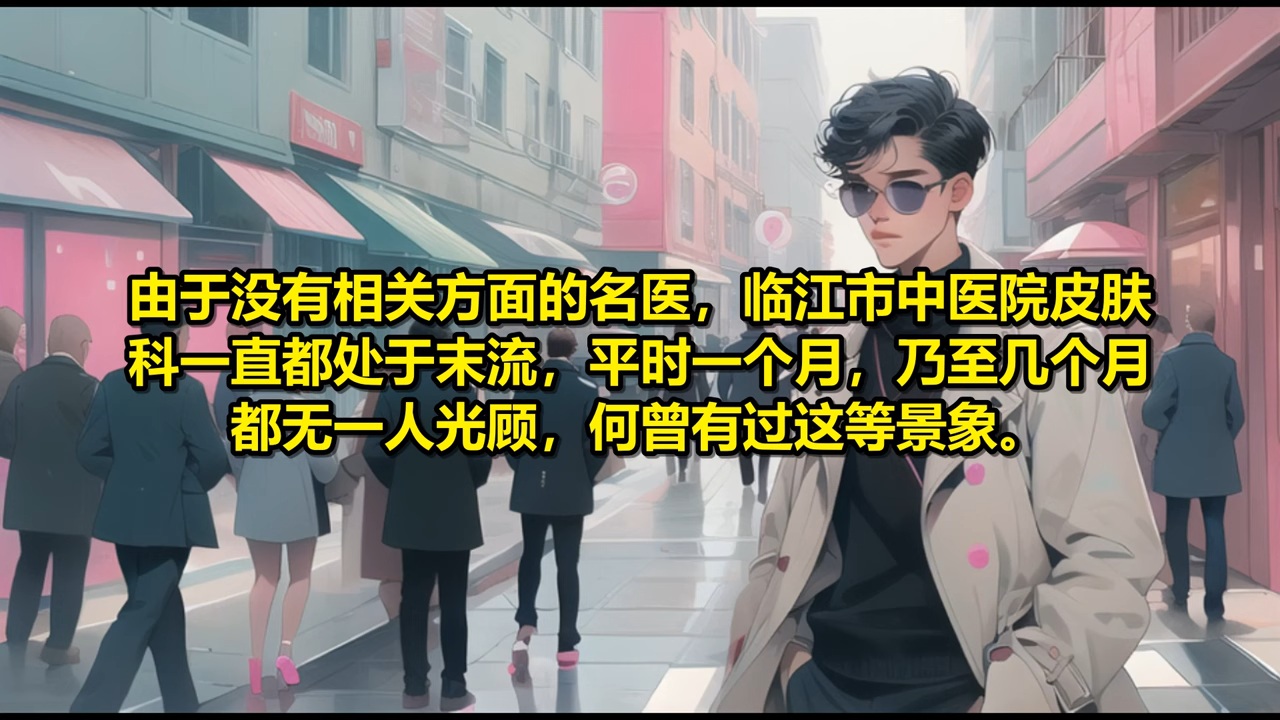 由于没有相关方面的名医，临江市中医院皮肤
科一直都处于末流，平时一个月，乃至几个月
都无一人光顾，何曾有过这等景象。